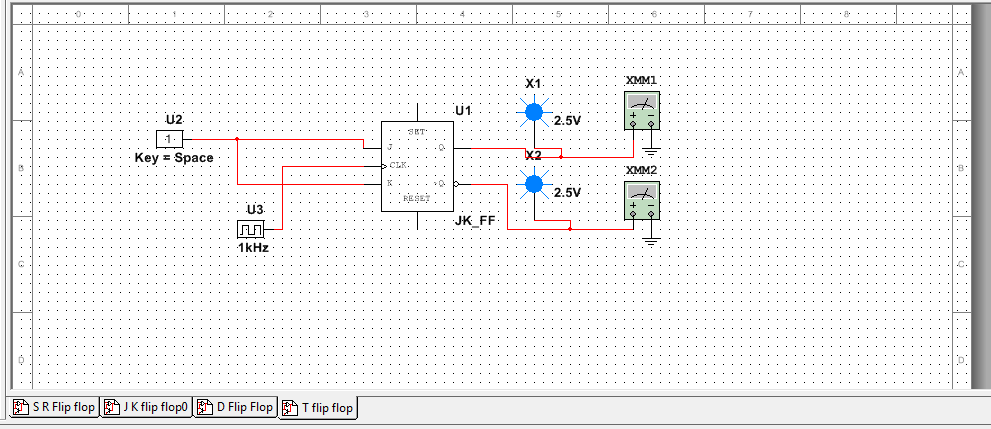 0 1 2 3 4 5 6 7 8
A A
XMM1
X1
U2 U1 2.5V
1 SET
Key = Space J Q
X2
B CLK B
XMM2
K ~Q 2.5V
RESET
U3 JK_FF
1kHz
C C
D D
S R Flip flop J K flip flop0 D Flip Flop T flip flop